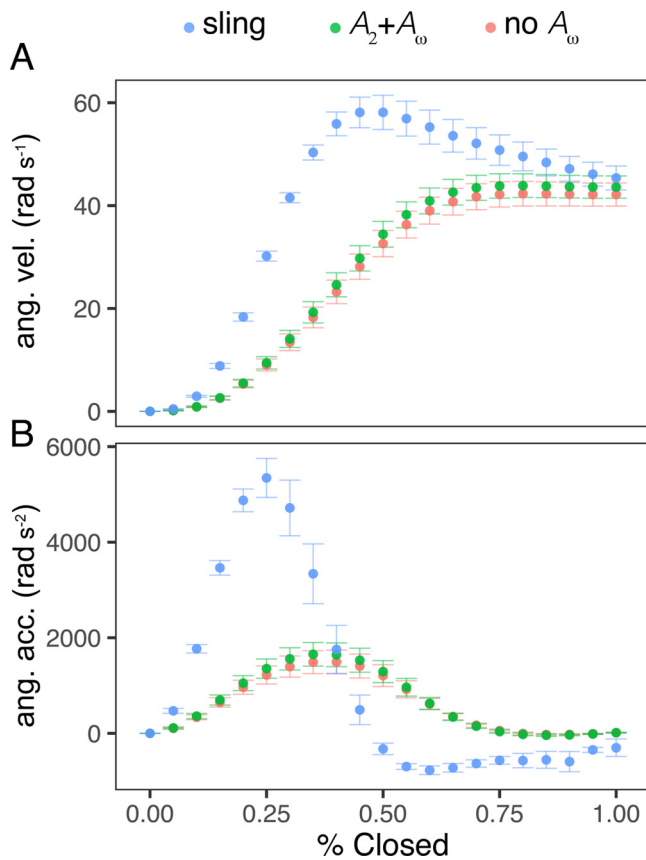 sling A₂+Aω no Aω
A
60
40
20
0
ang. vel. (rad s⁻¹)
B
6000
4000
2000
0
ang. acc. (rad s⁻²)
0.00 0.25 0.50 0.75 1.00
% Closed